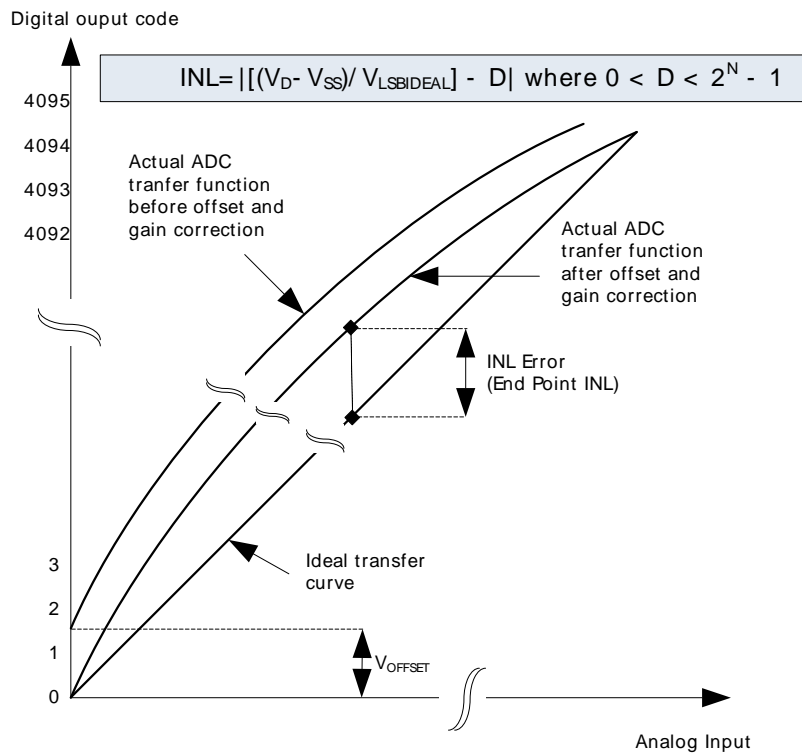 Digital ouput code
INL= |[(VD- VSS)/ VLSBIDEAL] - D| where 0 < D < 2^N - 1
4095
4094
4093
4092
Actual ADC
tranfer function
before offset and
gain correction
Actual ADC
tranfer function
after offset and
gain correction
INL Error
(End Point INL)
Ideal transfer
curve
3
2
1
0
VOFFSET
Analog Input